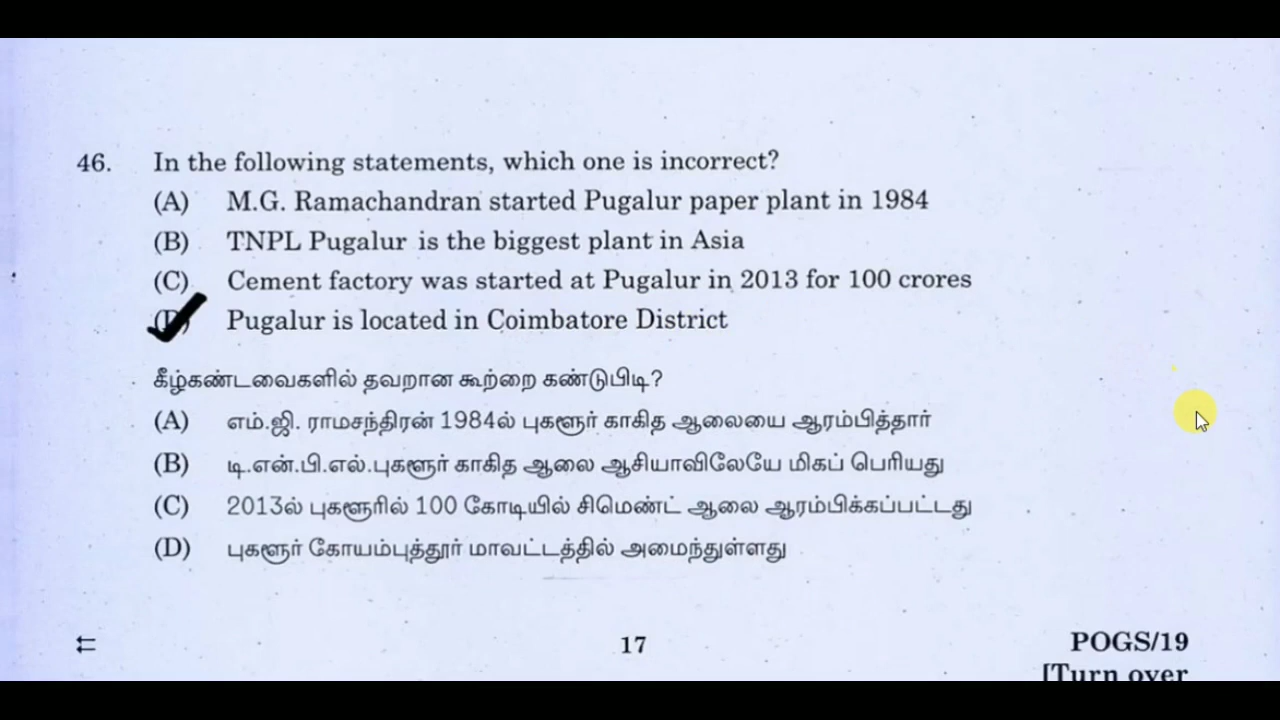 46. In the following statements, which one is incorrect?
(A) M.G. Ramachandran started Pugalur paper plant in 1984
(B) TNPL Pugalur is the biggest plant in Asia
(C) Cement factory was started at Pugalur in 2013 for 100 crores
(D) Pugalur is located in Coimbatore District
கீழ்கண்டவைகளில் தவறான கூற்றை கண்டுபிடி?
(A) எம்.ஜி. ராமசந்திரன் 1984ல் புகளூர் காகித ஆலையை ஆரம்பித்தார்
(B) டி.என்.பி.எல்.புகளூர் காகித ஆலை ஆசியாவிலேயே மிகப் பெரியது
(C) 2013ல் புகளூரில் 100 கோடியில் சிமெண்ட் ஆலை ஆரம்பிக்கப்பட்டது
(D) புகளூர் கோயம்புத்தூர் மாவட்டத்தில் அமைந்துள்ளது
17
POGS/19
[Turn over